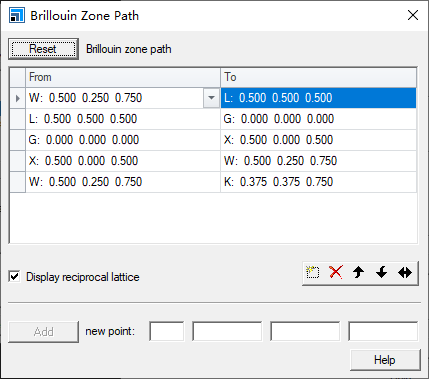 Brillouin Zone Path
Reset Brillouin zone path
From To
W: 0.500 0.250 0.750 L: 0.500 0.500 0.500
L: 0.500 0.500 0.500 G: 0.000 0.000 0.000
G: 0.000 0.000 0.000 X: 0.500 0.000 0.500
X: 0.500 0.000 0.500 W: 0.500 0.250 0.750
W: 0.500 0.250 0.750 K: 0.375 0.375 0.750
Display reciprocal lattice
Add new point:
Help